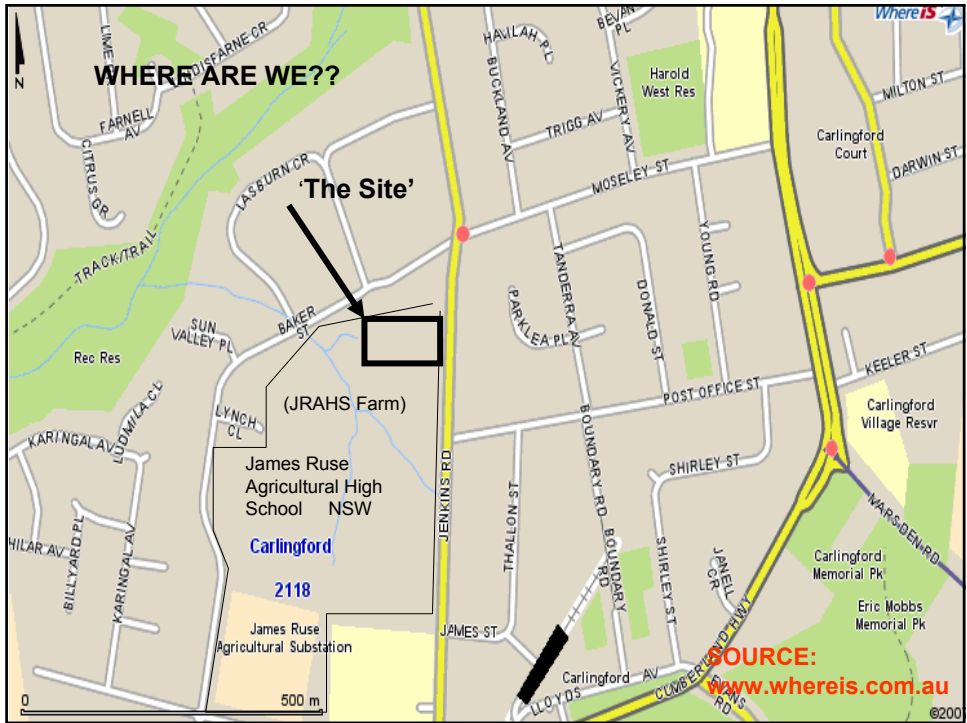 WhereiS
N
WHERE ARE WE??
LINDISFARNE CR
FARNELL
AV
CITRUS GR
LASBURN CR
TRACK/TRAIL
HAVILAH PL
BUCKLAND AV
BEVAN
PL
VICKERY AV
TRIGG AV
Harold
West Res
MILTON ST
Carlingford
Court
DARWIN ST
MOSELEY ST
'The Site'
BAKER
ST
SUN
VALLEY PL
Rec Res
LUDMILA CL
LYNCH
CL
KARINGAL AV
HILAR AV
BILLYARD PL
KARINGAL AV
(JRAHS Farm)
James Ruse
Agricultural High
School NSW
Carlingford
2118
James Ruse
Agricultural Substation
JENKINS RD
PARKLEA PL
TANDERRA AV
DONALD ST
YOUNG RD
POST OFFICE ST
KEELER ST
Carlingford
Village Resvr
SHIRLEY ST
THALLON ST
BOUNDARY RD
BOUNDARY
RD
SHIRLEY ST
JANELL
CR
MARSDEN RD
Carlingford
Memorial Pk
Eric Mobbs
Memorial Pk
JAMES ST
Carlingford
LLOYDS AV
CUMBERLAND HWY
EVANS
RD
SOURCE:
www.whereis.com.au
0 500 m
©2007